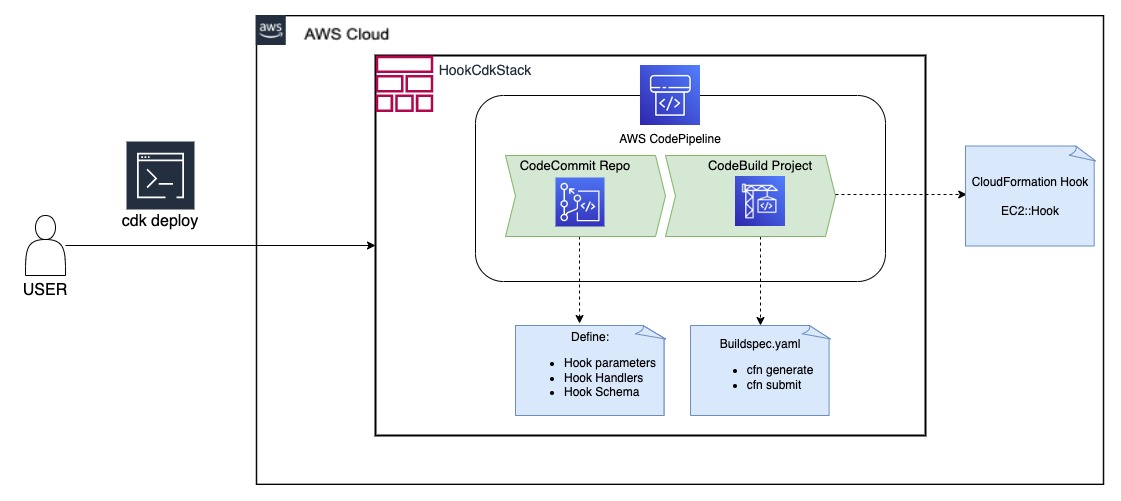 aws
AWS Cloud
HookCdkStack
AWS CodePipeline
CodeCommit Repo
CodeBuild Project
cdk deploy
USER
CloudFormation Hook
EC2::Hook
Define:
• Hook parameters
• Hook Handlers
• Hook Schema
Buildspec.yaml
• cfn generate
• cfn submit